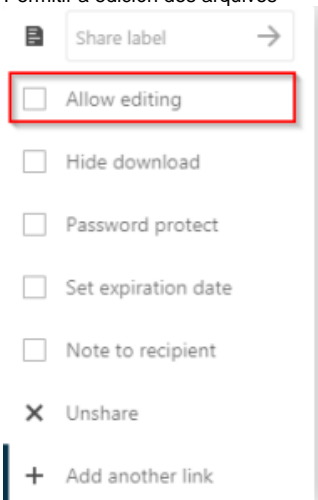 Permitir a edición dos arquivos
Share label
Allow editing
Hide download
Password protect
Set expiration date
Note to recipient
Unshare
Add another link